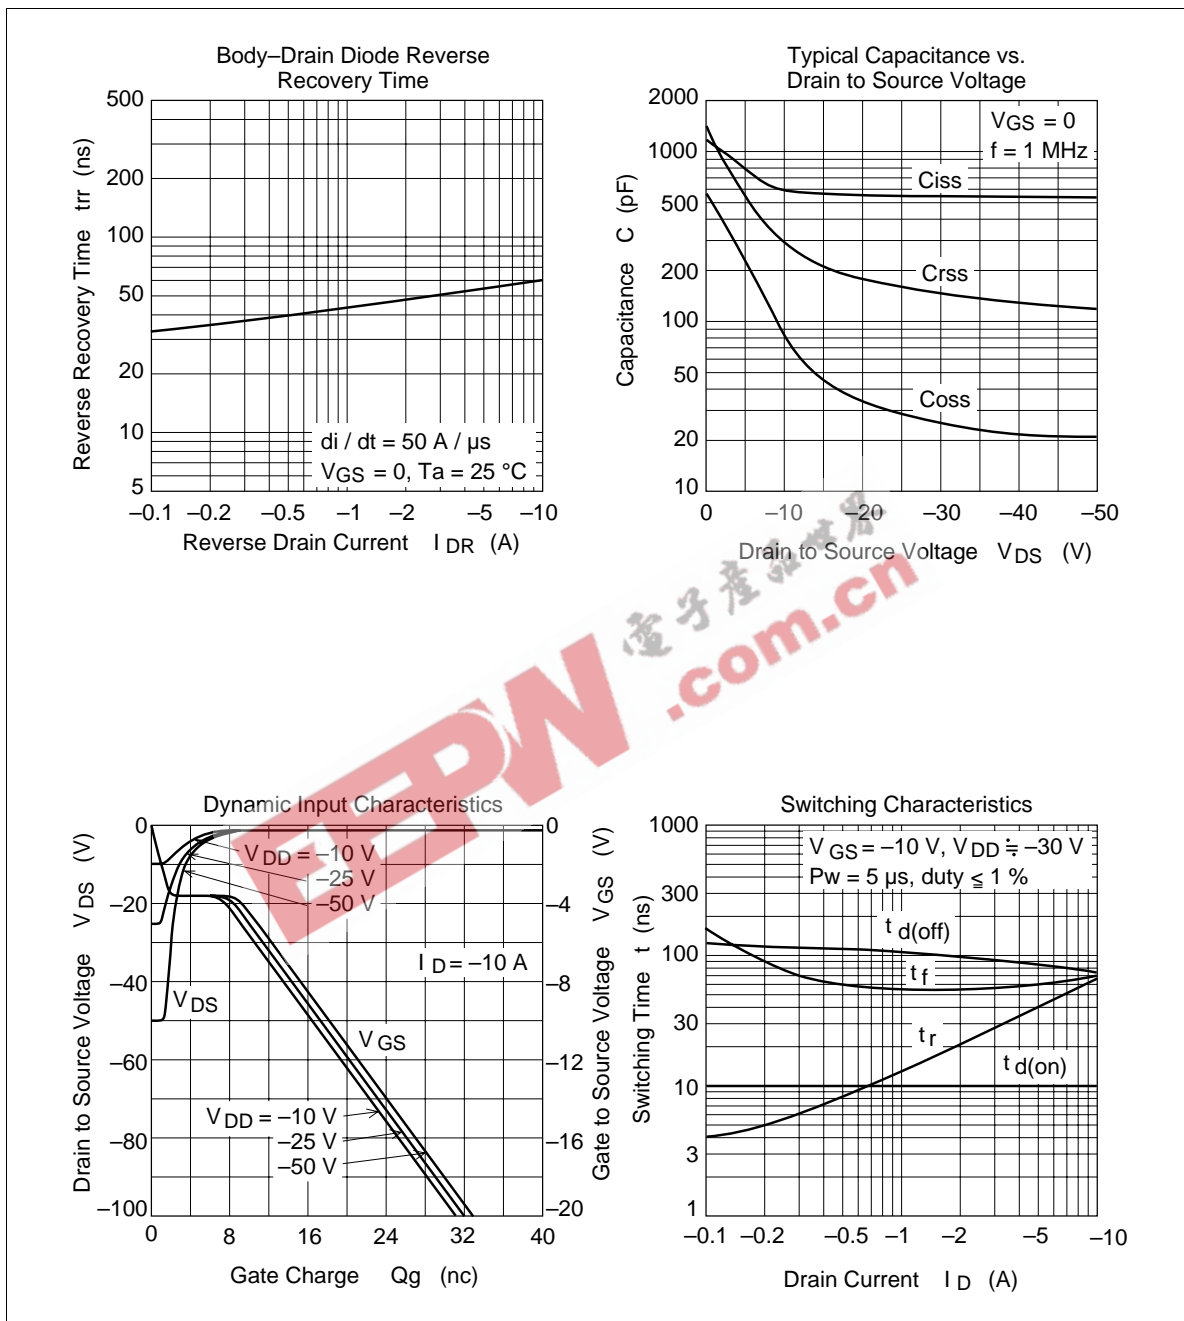 Body–Drain Diode Reverse
Recovery Time
500
200
100
50
20
10
5
Reverse Recovery Time trr (ns)
di / dt = 50 A / µs
VGS = 0, Ta = 25 °C
–0.1 –0.2 –0.5 –1 –2 –5 –10
Reverse Drain Current I DR (A)
Typical Capacitance vs.
Drain to Source Voltage
2000
1000
500
200
100
50
20
10
Capacitance C (pF)
VGS = 0
f = 1 MHz
Ciss
Crss
Coss
0 –10 –20 –30 –40 –50
Drain to Source Voltage VDS (V)
電子產品世界
.com.cn
EEPW
Dynamic Input Characteristics
0
–20
–40
–60
–80
–100
Drain to Source Voltage VDS (V)
V DD = –10 V
–25 V
–50 V
I D = –10 A
V DS
V GS
V DD = –10 V
–25 V
–50 V
0
–4
–8
–12
–16
–20
Gate to Source Voltage VGS (V)
0 8 16 24 32 40
Gate Charge Qg (nc)
Switching Characteristics
1000
300
100
30
10
3
1
Switching Time t (ns)
V GS = –10 V, V DD ≒ –30 V
Pw = 5 µs, duty ≦ 1 %
t d(off)
t f
t r
t d(on)
–0.1 –0.2 –0.5 –1 –2 –5 –10
Drain Current I D (A)